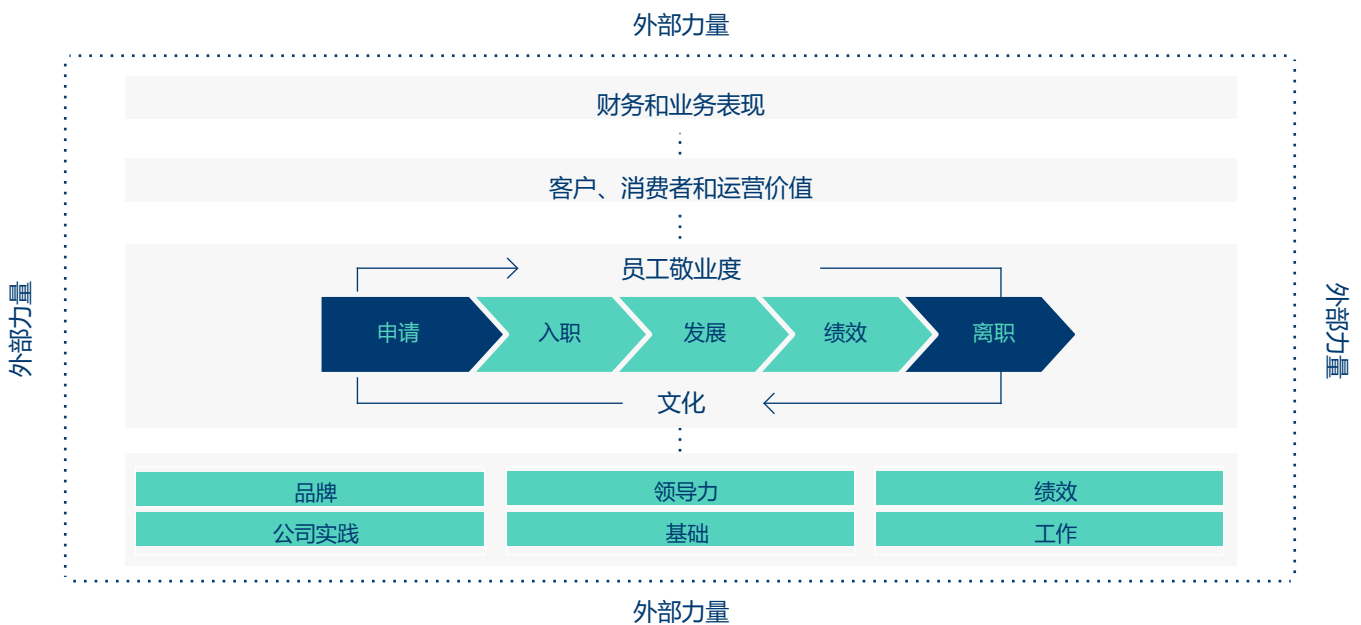 外部力量
财务和业务表现
客户、消费者和运营价值
外部力量
外部力量
员工敬业度
申请
入职
发展
绩效
离职
文化
品牌
领导力
绩效
公司实践
基础
工作
外部力量